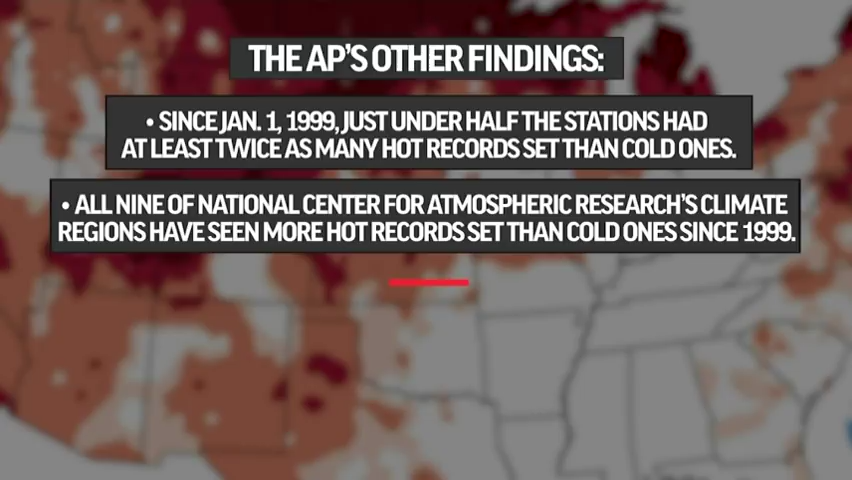 THE AP'S OTHER FINDINGS:
• SINCE JAN. 1, 1999, JUST UNDER HALF THE STATIONS HAD
AT LEAST TWICE AS MANY HOT RECORDS SET THAN COLD ONES.
• ALL NINE OF NATIONAL CENTER FOR ATMOSPHERIC RESEARCH'S CLIMATE
REGIONS HAVE SEEN MORE HOT RECORDS SET THAN COLD ONES SINCE 1999.